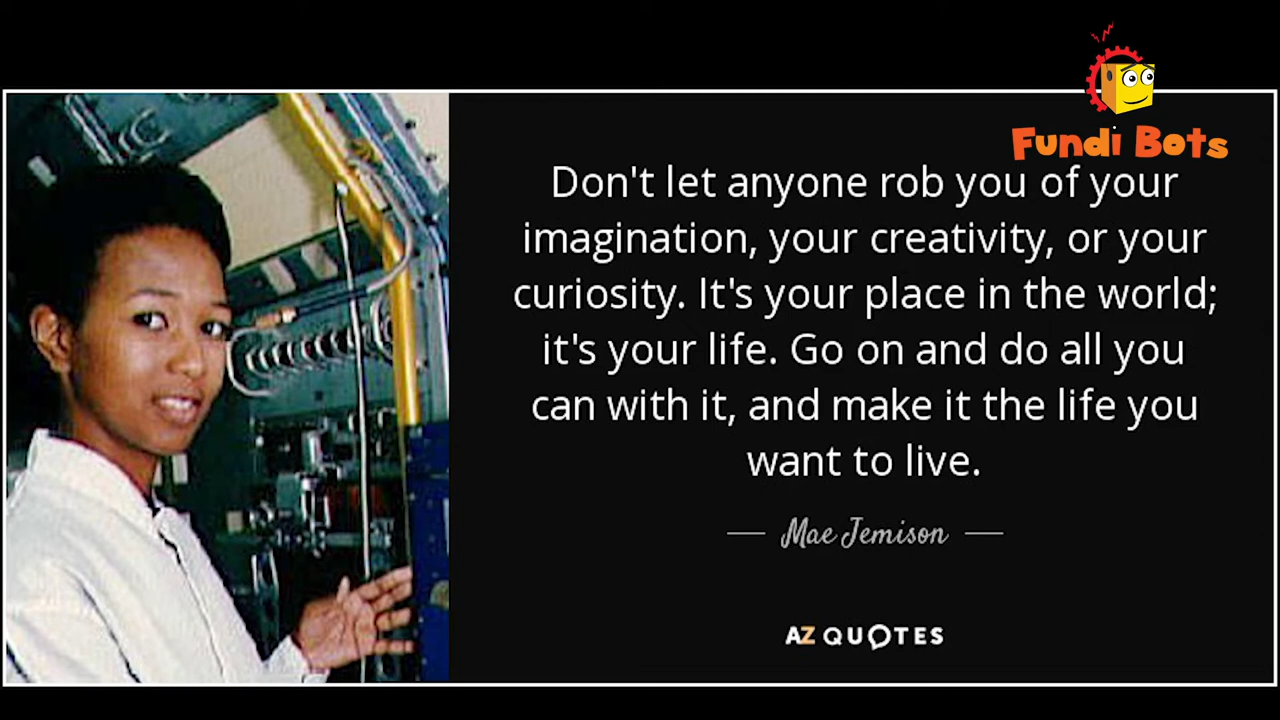 Fundi Bots
Don't let anyone rob you of your
imagination, your creativity, or your
curiosity. It's your place in the world;
it's your life. Go on and do all you
can with it, and make it the life you
want to live.
Mae Jemison
AZ QUOTES